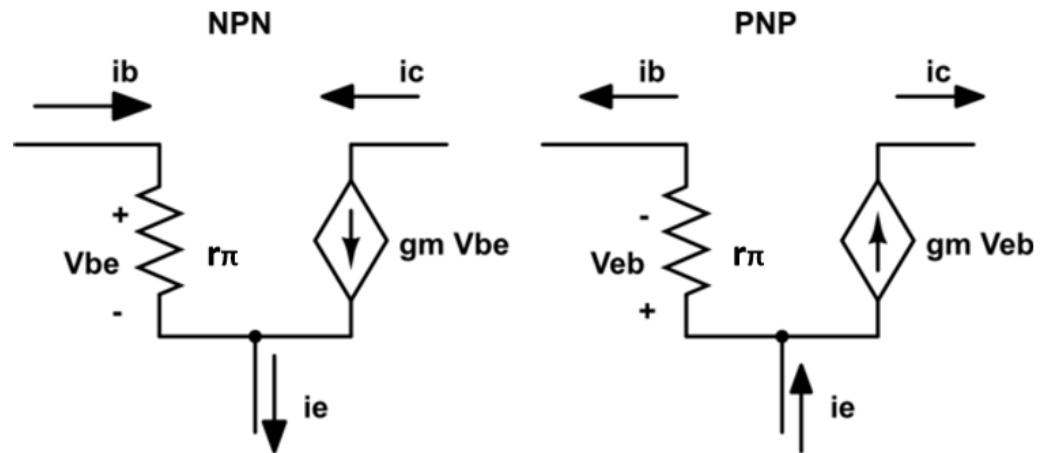 NPN
PNP
ib
ic
ib
ic
+
Vbe
rπ
-
gm Vbe
-
Veb
rπ
+
gm Veb
ie
ie